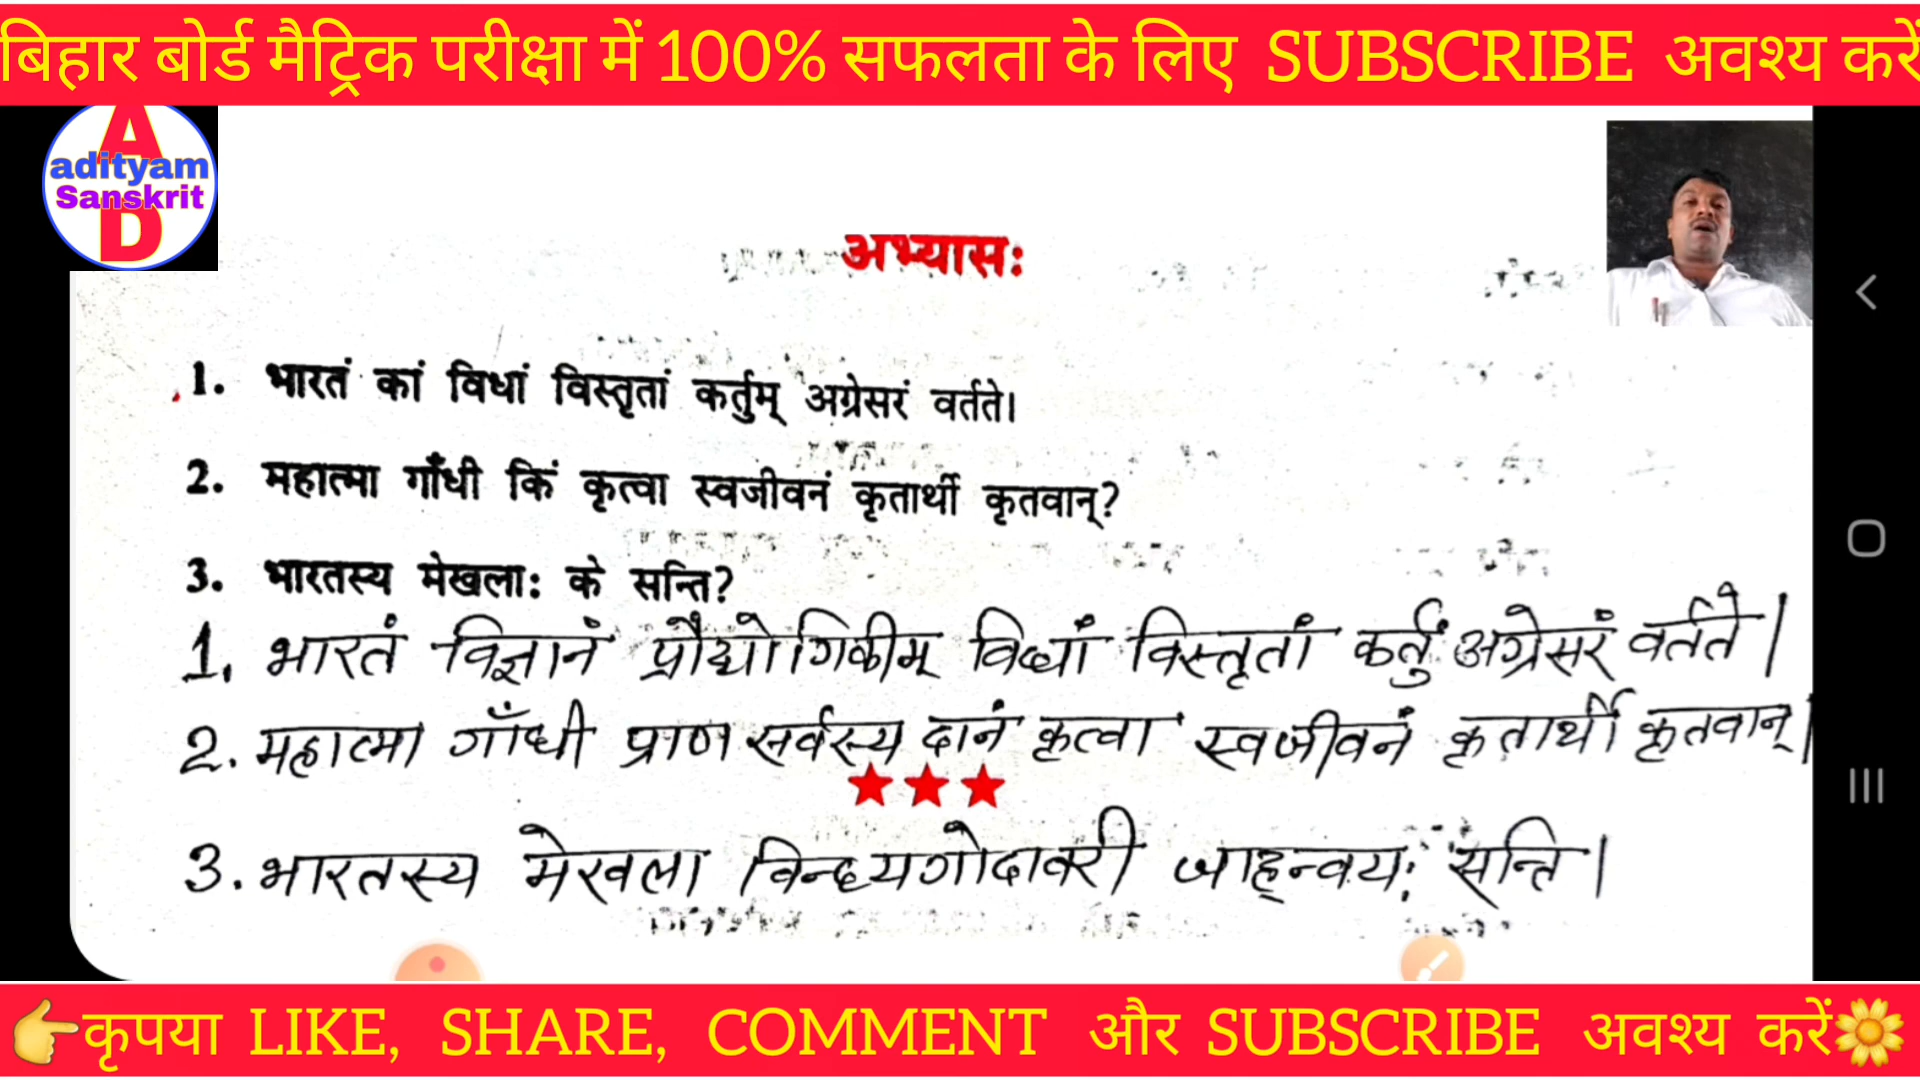 बिहार बोर्ड मैट्रिक परीक्षा में 100% सफलता के लिए SUBSCRIBE अवश्य करें
A
adityam
Sanskrit
D
अभ्यासः
1. भारतं कां विधां विस्तृतां कर्तुम् अग्रेसरं वर्तते।
2. महात्मा गाँधी किं कृत्वा स्वजीवनं कृतार्थी कृतवान्?
3. भारतस्य मेखलाः के सन्ति?
1. भारतं विज्ञानं प्रौद्योगिकीम् विधां विस्तृतां कर्तुं अग्रेसरं वर्तते।
2. महात्मा गाँधी प्राण सर्वस्य दानं कृत्वा स्वजीवनं कृतार्थी कृतवान्।
3. भारतस्य मेखला विन्ध्यगोदावरी जाह्न्वयः सन्ति।
कृपया LIKE, SHARE, COMMENT और SUBSCRIBE अवश्य करें